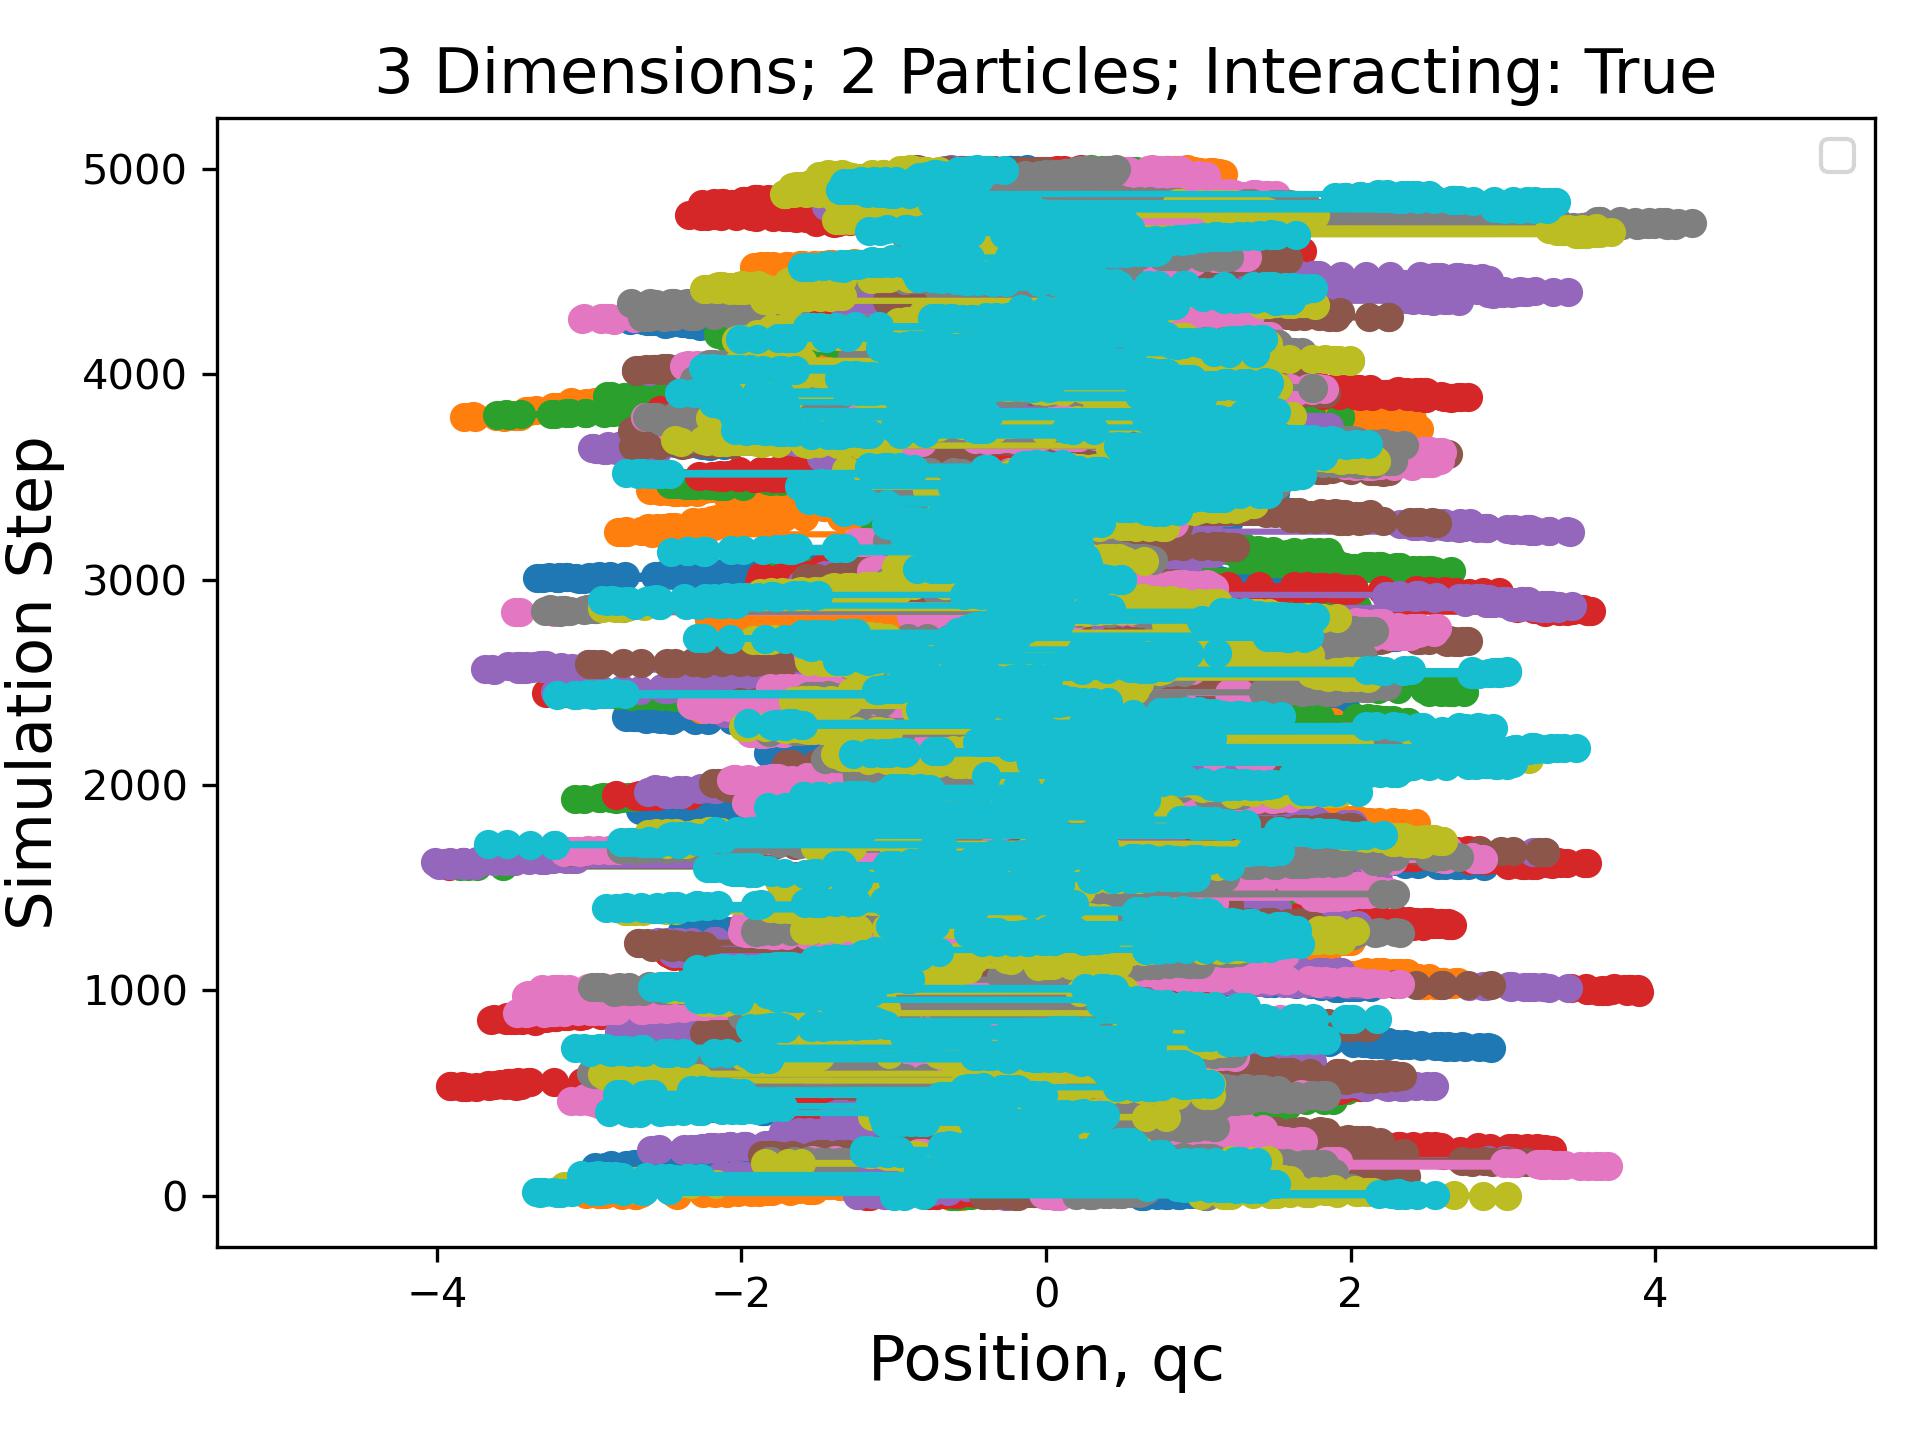 3 Dimensions; 2 Particles; Interacting: True
Simulation Step
5000
4000
3000
2000
1000
0
−4 −2 0 2 4
Position, qc